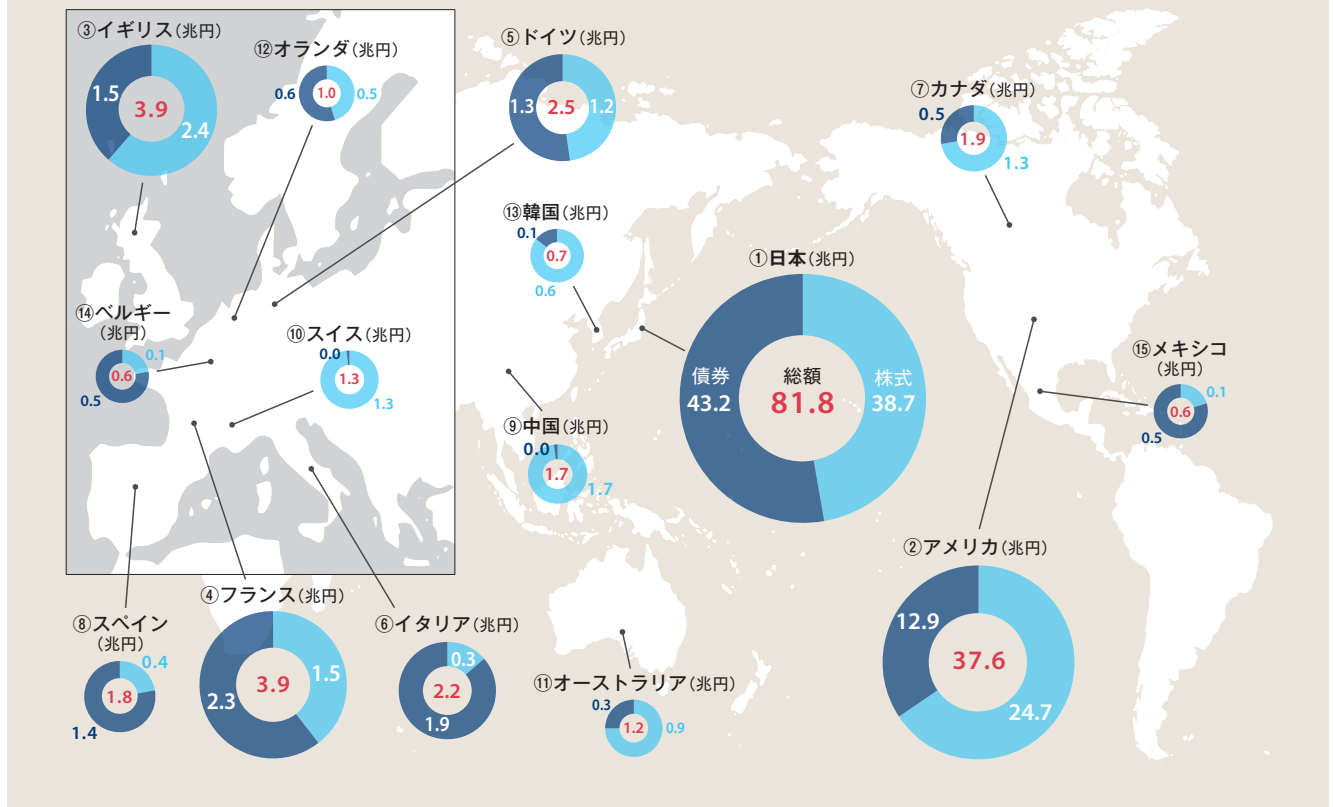 ③イギリス(兆円)
1.5
3.9
2.4
⑫オランダ(兆円)
0.6
1.0
0.5
⑤ドイツ(兆円)
1.3
2.5
1.2
⑦カナダ(兆円)
0.5
1.9
1.3
⑬韓国(兆円)
0.1
0.7
0.6
①日本(兆円)
債券
43.2
総額
81.8
株式
38.7
⑭ベルギー
(兆円)
0.1
0.6
0.5
⑩スイス(兆円)
0.0
1.3
1.3
⑮メキシコ
(兆円)
0.1
0.6
0.5
⑨中国(兆円)
0.0
1.7
1.7
②アメリカ(兆円)
12.9
37.6
24.7
⑧スペイン
(兆円)
0.4
1.8
1.4
④フランス(兆円)
1.5
3.9
2.3
⑥イタリア(兆円)
0.3
2.2
1.9
⑪オーストラリア(兆円)
0.3
1.2
0.9